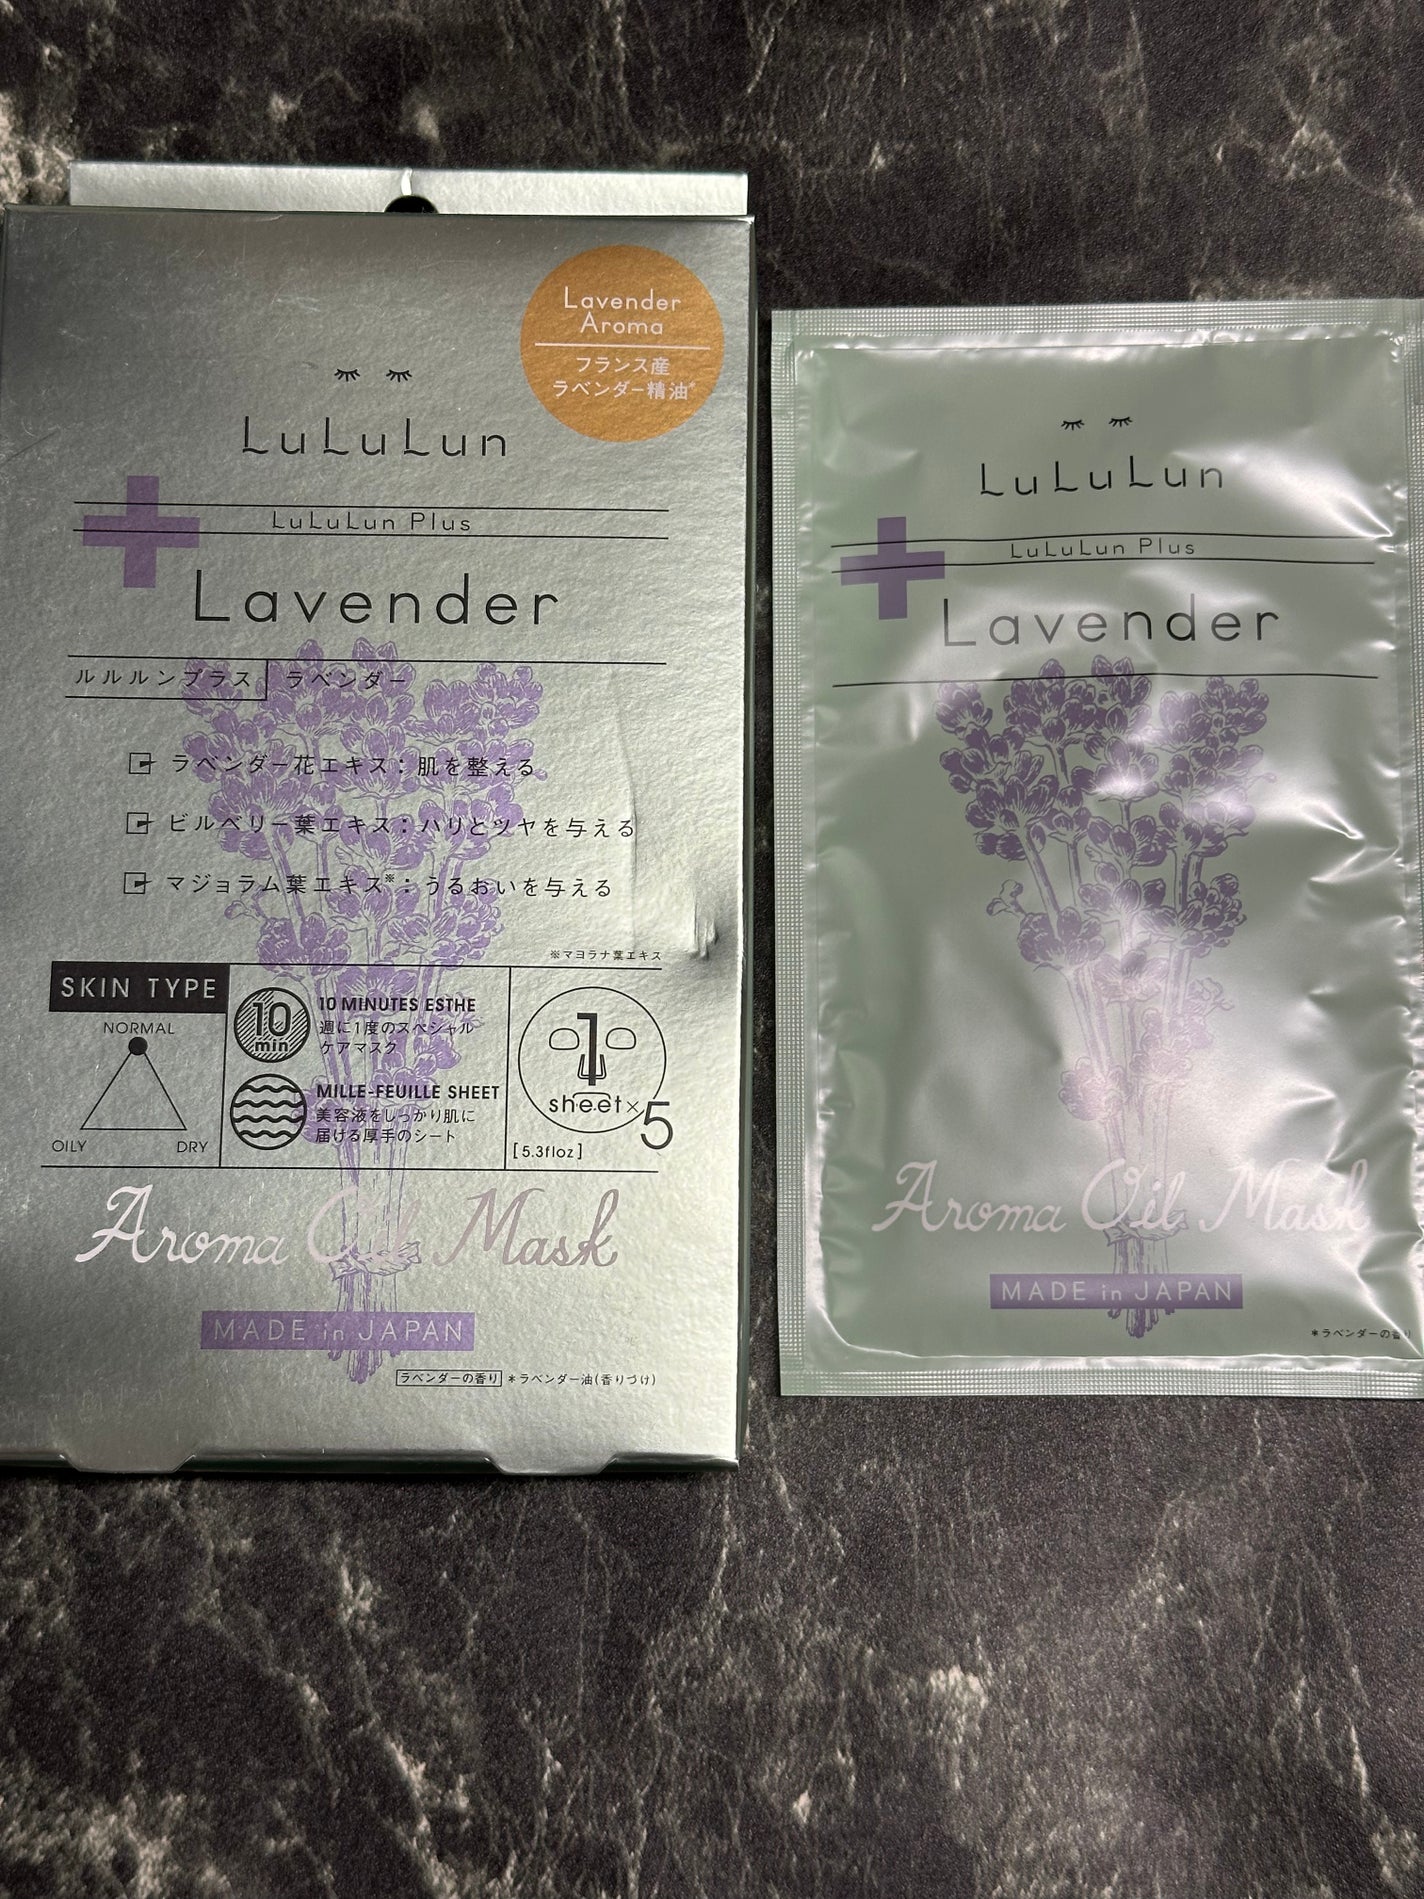 Lavender
Aroma
フランス産
ラベンダー精油*
LuLuLun
LuLuLun Plus
Lavender
ルルルンプラス ラベンダー
ラベンダー花エキス：肌を整える
ビルベリー葉エキス：ハリとツヤを与える
マジョラム葉エキス※：うるおいを与える
※マヨラナ葉エキス
SKIN TYPE
NORMAL
OILY DRY
10
min
10 MINUTES ESTHE
週に1度のスペシャル
ケアマスク
MILLE-FEUILLE SHEET
美容液をしっかり肌に
届ける厚手のシート
1
sheet×5
[5.3floz]
Aroma Oil Mask
MADE in JAPAN
ラベンダーの香り *ラベンダー油(香りづけ)
LuLuLun
LuLuLun Plus
Lavender
Aroma Oil Mask
MADE in JAPAN
*ラベンダーの香り